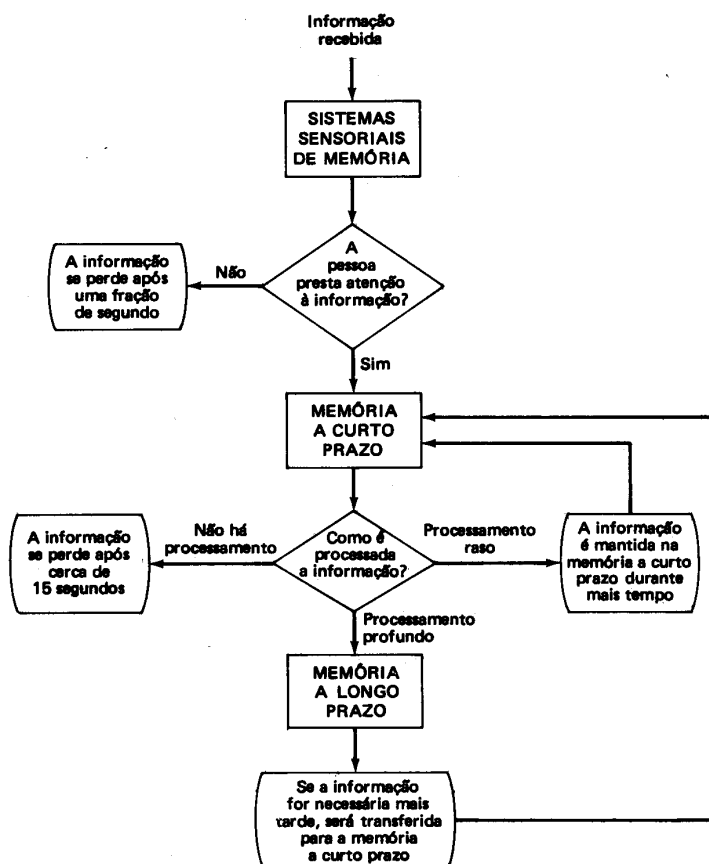 Informação
recebida
SISTEMAS
SENSORIAIS
DE MEMÓRIA
A
pessoa
presta atenção
à informação?
Não
A informação
se perde após
uma fração
de segundo
Sim
MEMÓRIA
A CURTO
PRAZO
Como é
processada
a informação?
Não há
processamento
A informação
se perde após
cerca de
15 segundos
Processamento
raso
A informação
é mantida na
memória a curto
prazo durante
mais tempo
Processamento
profundo
MEMÓRIA
A LONGO
PRAZO
Se a informação
for necessária mais
tarde, será transferida
para a memória
a curto prazo